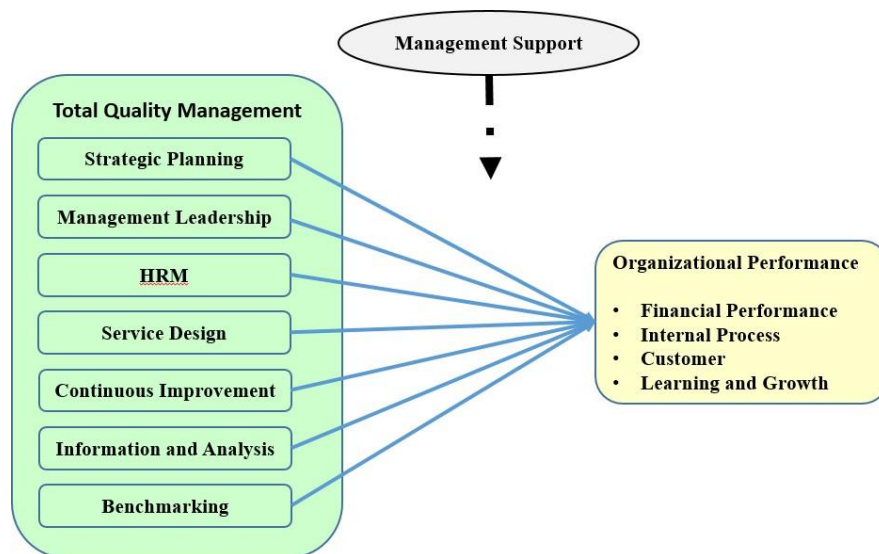 Management Support
Total Quality Management
Strategic Planning
Management Leadership
HRM
Service Design
Continuous Improvement
Information and Analysis
Benchmarking
Organizational Performance
• Financial Performance
• Internal Process
• Customer
• Learning and Growth